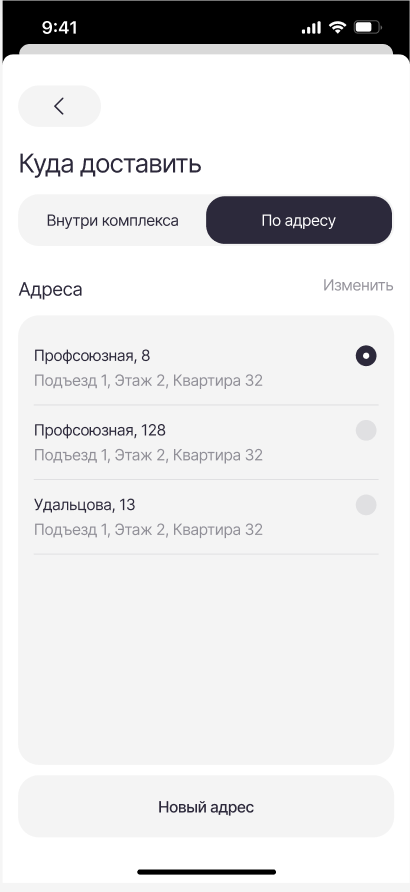 9:41
Куда доставить
Внутри комплекса
По адресу
Адреса
Изменить
Профсоюзная, 8
Подъезд 1, Этаж 2, Квартира 32
Профсоюзная, 128
Подъезд 1, Этаж 2, Квартира 32
Удальцова, 13
Подъезд 1, Этаж 2, Квартира 32
Новый адрес